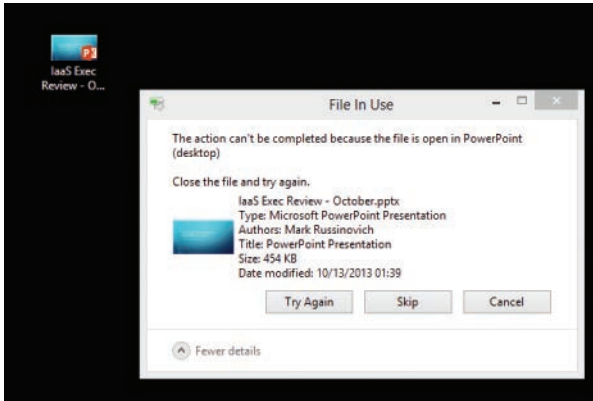 IaaS Exec
Review - O...
File In Use
The action can't be completed because the file is open in PowerPoint
(desktop)
Close the file and try again.
IaaS Exec Review - October.pptx
Type: Microsoft PowerPoint Presentation
Authors: Mark Russinovich
Title: PowerPoint Presentation
Size: 454 KB
Date modified: 10/13/2013 01:39
Try Again
Skip
Cancel
Fewer details